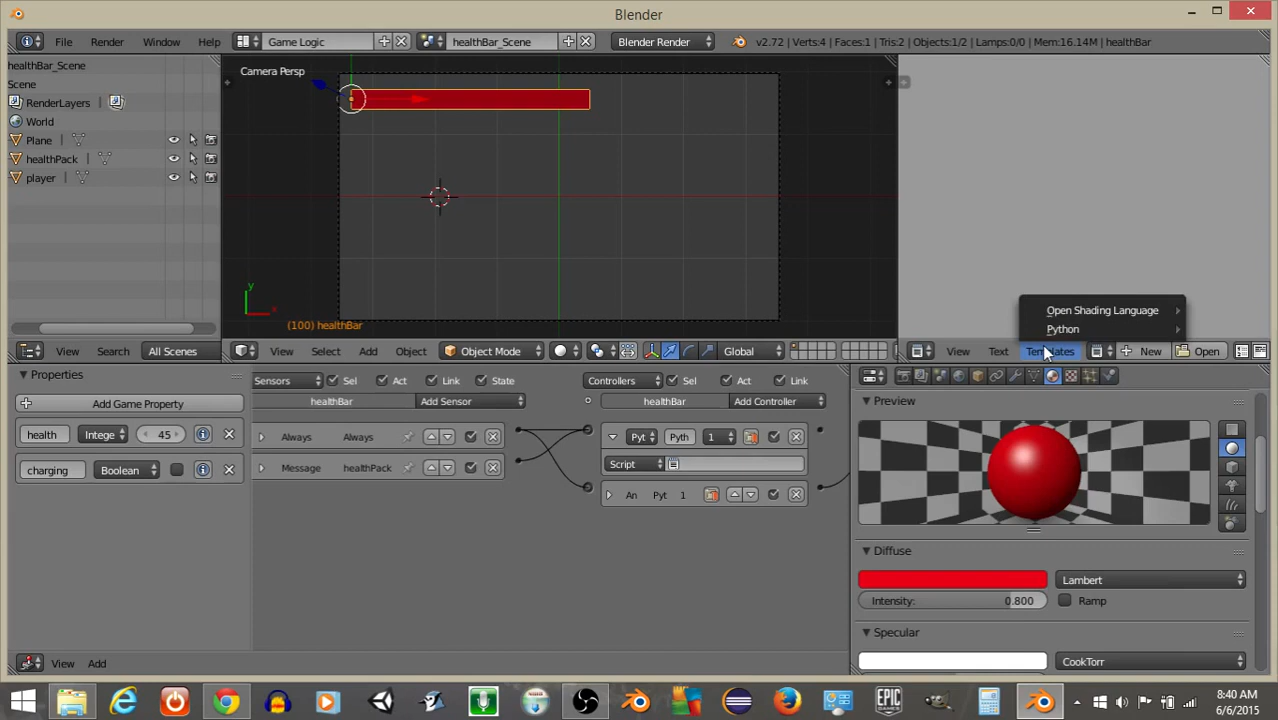 Blender
File Render Window Help Game Logic healthBar_Scene Blender Render v2.72 | Verts:4 | Faces:1 | Tris:2 | Objects:1/2 | Lamps:0/0 | Mem:16.14M | healthBar
healthBar_Scene
Scene
RenderLayers
World
Plane
healthPack
player
Camera Persp
y
x
(100) healthBar
Open Shading Language
Python
View Search All Scenes
View Select Add Object Object Mode Global
View Text Templates New Open
Properties
Add Game Property
health Intege 45
charging Boolean
Sensors Sel Act Link State
healthBar Add Sensor
Always Always
Message healthPack
Controllers Sel Act Link
healthBar Add Controller
Pyt Pyth 1
Script
An Pyt 1
Preview
Diffuse
Lambert
Intensity: 0.800 Ramp
Specular
CookTorr
View Add
EPIC GAMES
8:40 AM
6/6/2015